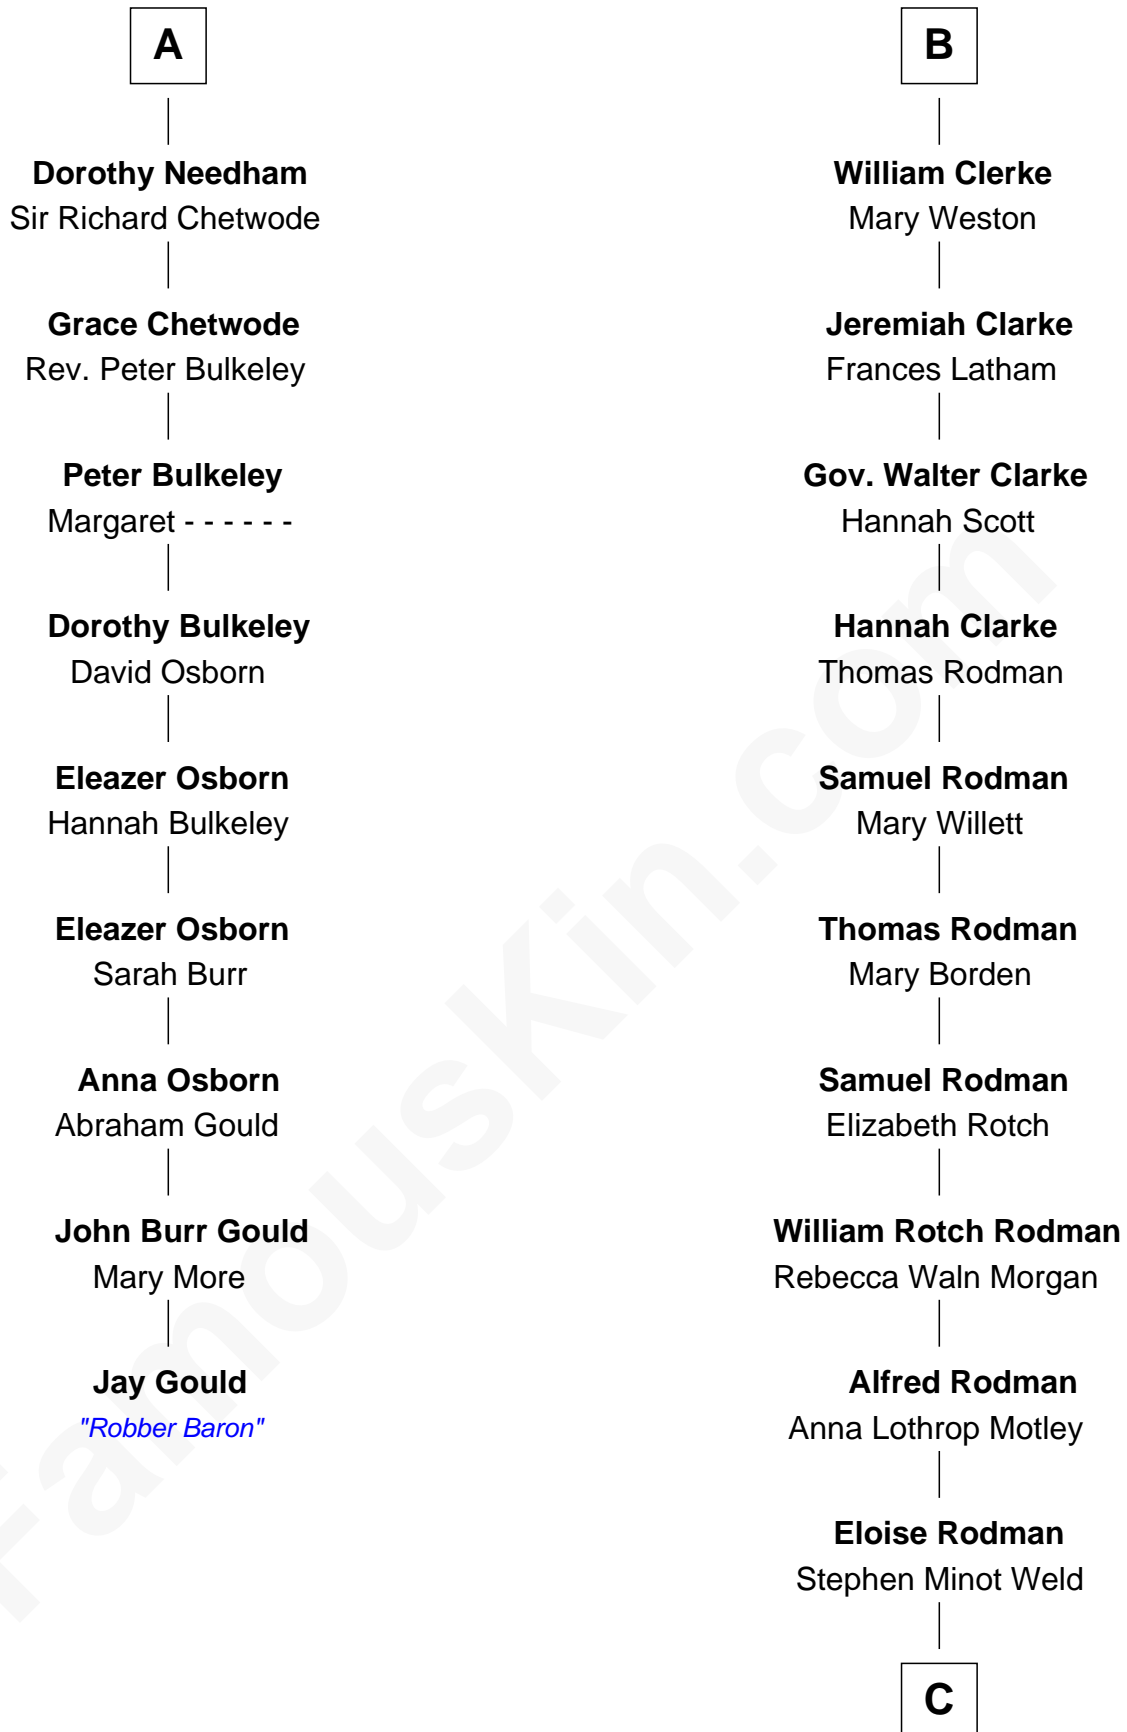 A
Dorothy Needham
Sir Richard Chetwode
Grace Chetwode
Rev. Peter Bulkeley
Peter Bulkeley
Margaret - - - - - -
Dorothy Bulkeley
David Osborn
Eleazer Osborn
Hannah Bulkeley
Eleazer Osborn
Sarah Burr
Anna Osborn
Abraham Gould
John Burr Gould
Mary More
Jay Gould
"Robber Baron"
B
William Clerke
Mary Weston
Jeremiah Clarke
Frances Latham
Gov. Walter Clarke
Hannah Scott
Hannah Clarke
Thomas Rodman
Samuel Rodman
Mary Willett
Thomas Rodman
Mary Borden
Samuel Rodman
Elizabeth Rotch
William Rotch Rodman
Rebecca Waln Morgan
Alfred Rodman
Anna Lothrop Motley
Eloise Rodman
Stephen Minot Weld
C
FamousKin.com